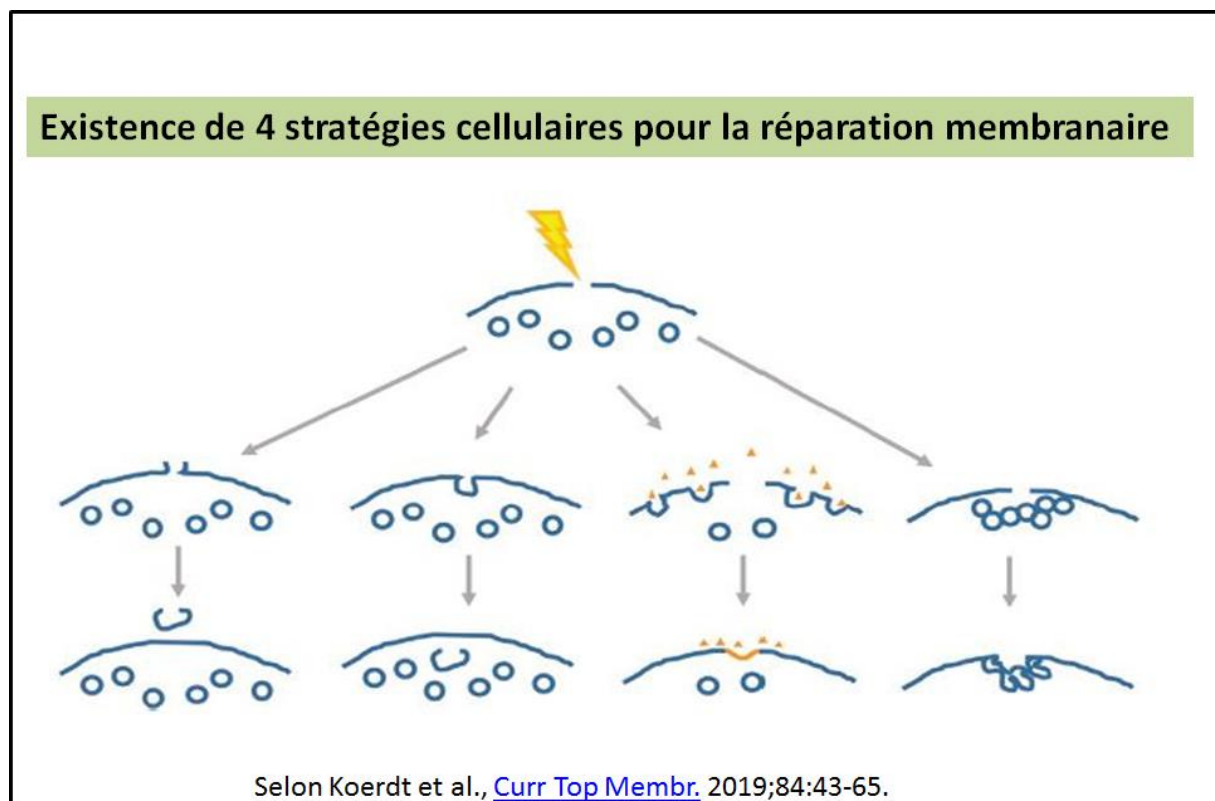 Existence de 4 stratégies cellulaires pour la réparation membranaire
Selon Koerdt et al., Curr Top Membr. 2019;84:43-65.